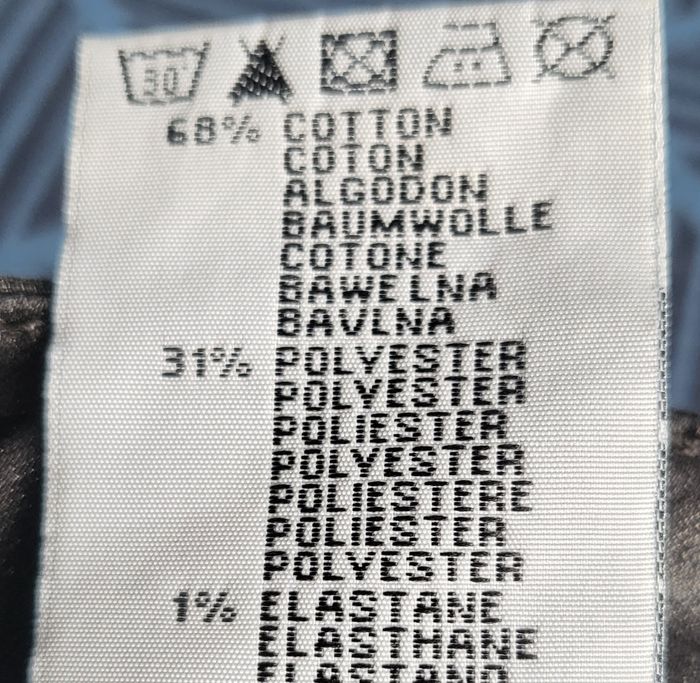 30
68% COTTON
COTON
ALGODON
BAUMWOLLE
COTONE
BAWELNA
BAVLNA
31% POLYESTER
POLYESTER
POLIESTER
POLYESTER
POLIESTERE
POLIESTER
POLYESTER
1% ELASTANE
ELASTHANE
ELASTANO